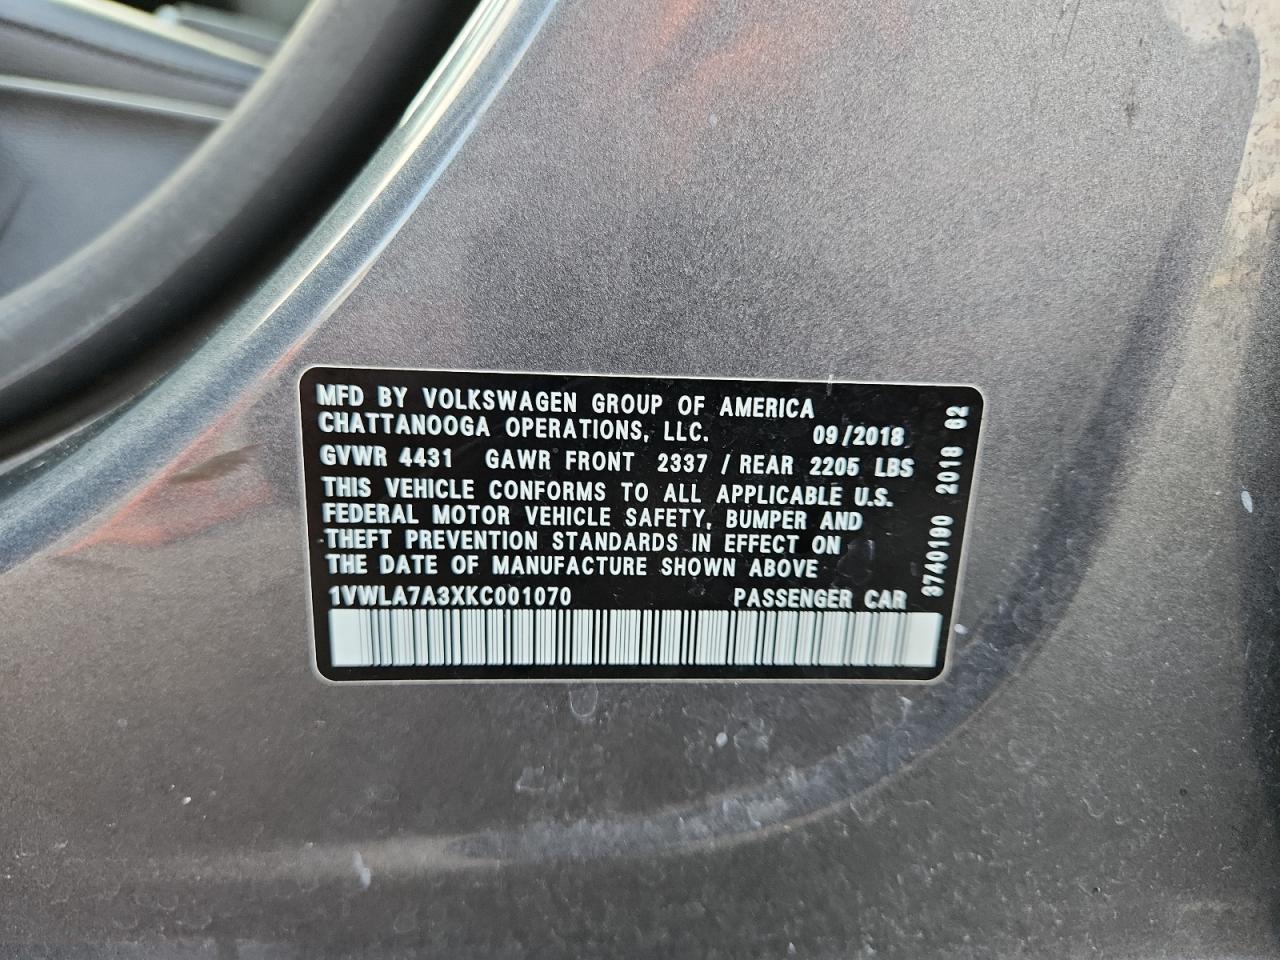 MFD BY VOLKSWAGEN GROUP OF AMERICA
CHATTANOOGA OPERATIONS, LLC. 09/2018
GVWR 4431 GAWR FRONT 2337 / REAR 2205 LBS
THIS VEHICLE CONFORMS TO ALL APPLICABLE U.S.
FEDERAL MOTOR VEHICLE SAFETY, BUMPER AND
THEFT PREVENTION STANDARDS IN EFFECT ON
THE DATE OF MANUFACTURE SHOWN ABOVE
1VWLA7A3XKC001070 PASSENGER CAR
3740190 2018 02